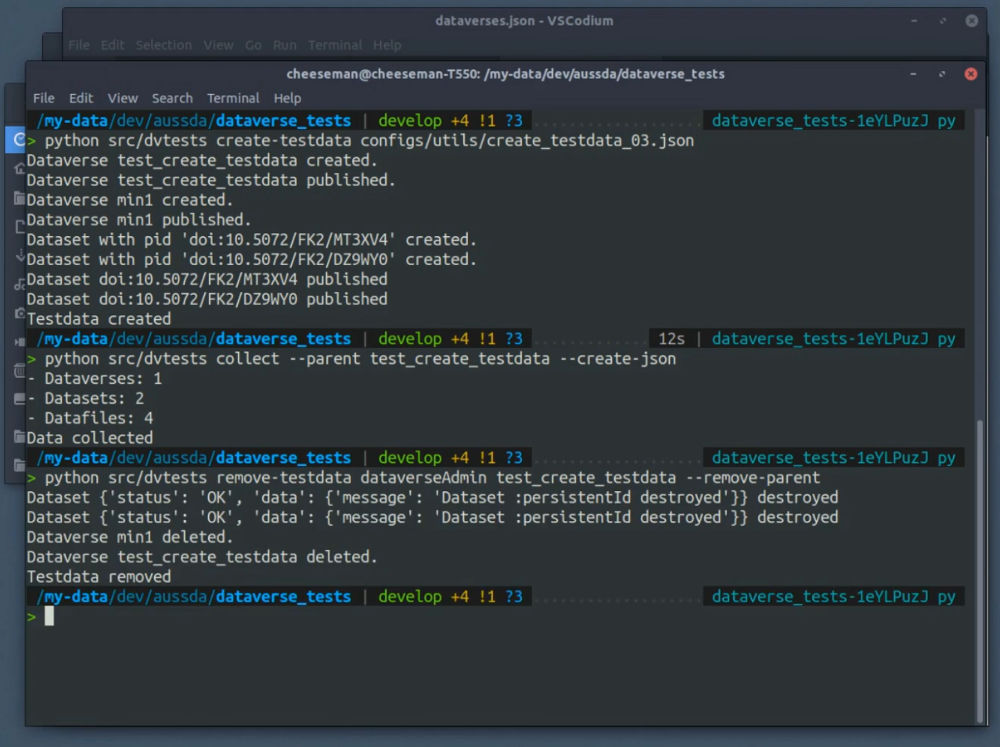 dataverses.json - VSCodium
File Edit Selection View Go Run Terminal Help
cheeseman@cheeseman-T550: /my-data/dev/aussda/dataverse_tests
File Edit View Search Terminal Help
/my-data/dev/aussda/dataverse_tests | develop +4 !1 ?3 dataverse_tests-1eYLPuzJ py
> python src/dvtests create-testdata configs/utils/create_testdata_03.json
Dataverse test_create_testdata created.
Dataverse test_create_testdata published.
Dataverse min1 created.
Dataverse min1 published.
Dataset with pid 'doi:10.5072/FK2/MT3XV4' created.
Dataset with pid 'doi:10.5072/FK2/DZ9WY0' created.
Dataset doi:10.5072/FK2/MT3XV4 published
Dataset doi:10.5072/FK2/DZ9WY0 published
Testdata created
/my-data/dev/aussda/dataverse_tests | develop +4 !1 ?3 12s | dataverse_tests-1eYLPuzJ py
> python src/dvtests collect --parent test_create_testdata --create-json
- Dataverses: 1
- Datasets: 2
- Datafiles: 4
Data collected
/my-data/dev/aussda/dataverse_tests | develop +4 !1 ?3 dataverse_tests-1eYLPuzJ py
> python src/dvtests remove-testdata dataverseAdmin test_create_testdata --remove-parent
Dataset {'status': 'OK', 'data': {'message': 'Dataset :persistentId destroyed'}} destroyed
Dataset {'status': 'OK', 'data': {'message': 'Dataset :persistentId destroyed'}} destroyed
Dataverse min1 deleted.
Dataverse test_create_testdata deleted.
Testdata removed
/my-data/dev/aussda/dataverse_tests | develop +4 !1 ?3 dataverse_tests-1eYLPuzJ py
>